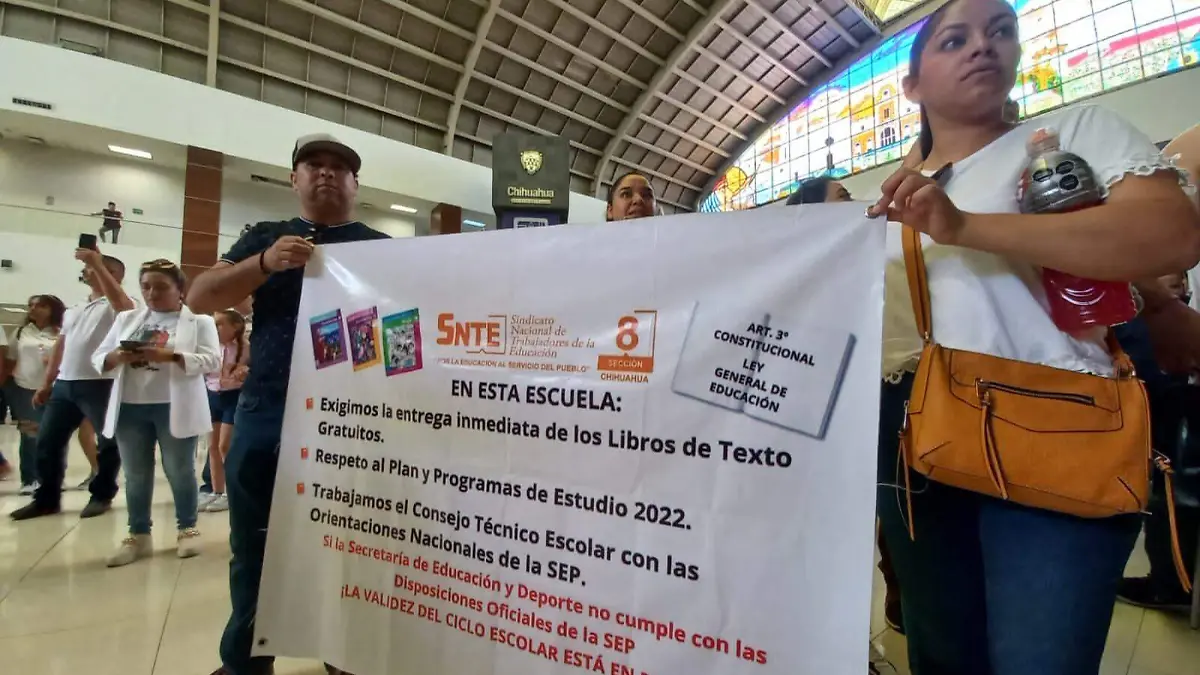 Chihuahua
SNTE
Sindicato
Nacional de
Trabajadores de la
Educación
"POR LA EDUCACIÓN AL SERVICIO DEL PUEBLO"
8
SECCIÓN
CHIHUAHUA
ART. 3°
CONSTITUCIONAL
LEY
GENERAL DE
EDUCACIÓN
EN ESTA ESCUELA:
Exigimos la entrega inmediata de los Libros de Texto
Gratuitos.
Respeto al Plan y Programas de Estudio 2022.
Trabajamos el Consejo Técnico Escolar con las
Orientaciones Nacionales de la SEP.
Si la Secretaría de Educación y Deporte no cumple con las
Disposiciones Oficiales de la SEP
¡LA VALIDEZ DEL CICLO ESCOLAR ESTÁ EN